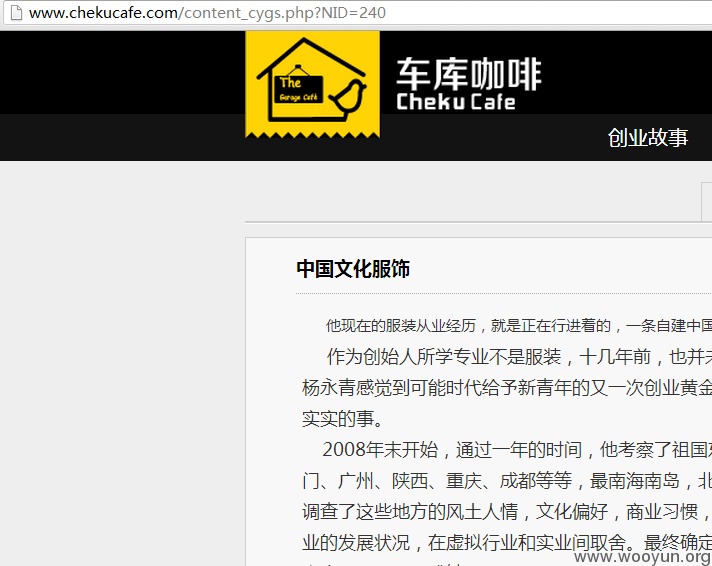 www.chekucafe.com/content_cygs.php?NID=240
The
Garage Café
车库咖啡
Cheku Cafe
创业故事
中国文化服饰
他现在的服装从业经历，就是正在行进着的，一条自建中国
作为创始人所学专业不是服装，十几年前，也并未
杨永青感觉到可能时代给予新青年的又一次创业黄金
实实的事。
2008年末开始，通过一年的时间，他考察了祖国
门、广州、陕西、重庆、成都等等，最南海南岛，北
调查了这些地方的风土人情，文化偏好，商业习惯，
业的发展状况，在虚拟行业和实业间取舍。最终确定
www.wooyun.org